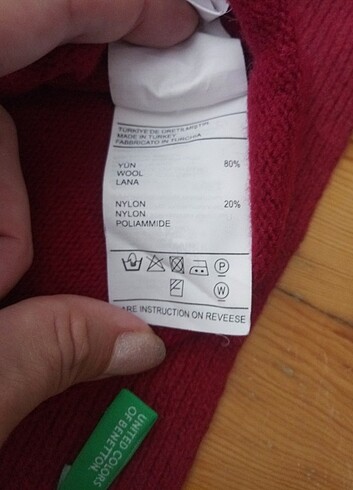 TÜRKİYE'DE ÜRETİLMİŞTİR
MADE IN TURKEY
FABBRICATO IN TURCHIA
YÜN 80%
WOOL
LANA
NYLON 20%
NYLON
POLIAMMIDE
P
W
ARE INSTRUCTION ON REVEESE
UNITED COLORS
OF BENETTON.